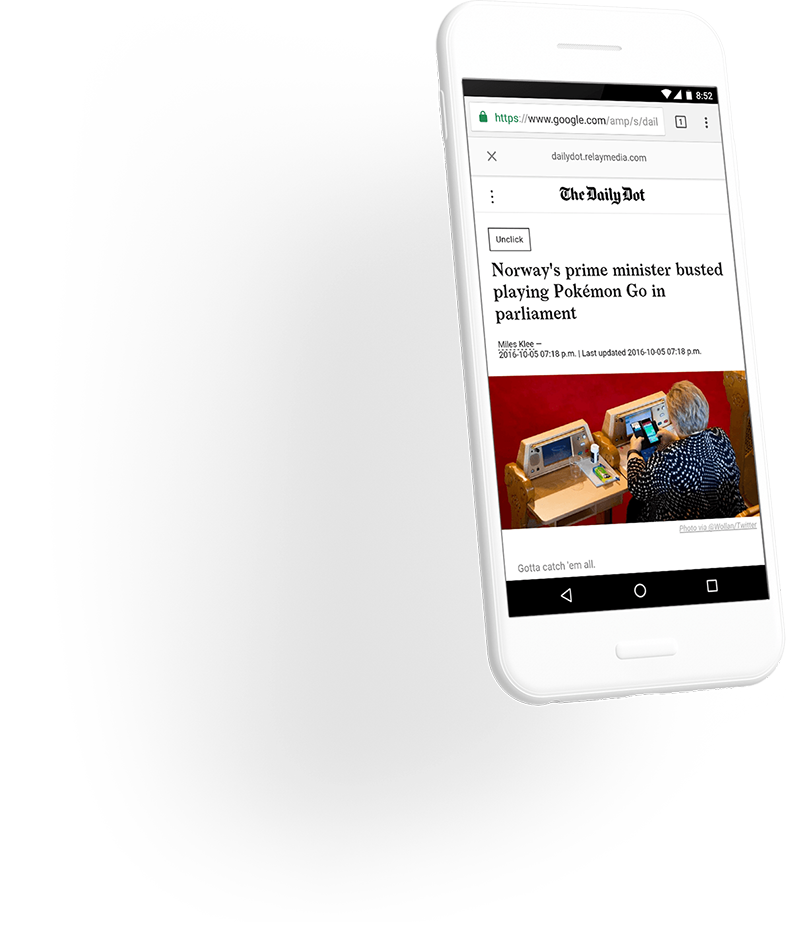 8:52
https://www.google.com/amp/s/dail
1
dailydot.relaymedia.com
The Daily Dot
Unclick
Norway's prime minister busted
playing Pokémon Go in
parliament
Miles Klee —
2016-10-05 07:18 p.m. | Last updated 2016-10-05 07:18 p.m.
Photo via @Wollan/Twitter
Gotta catch 'em all.